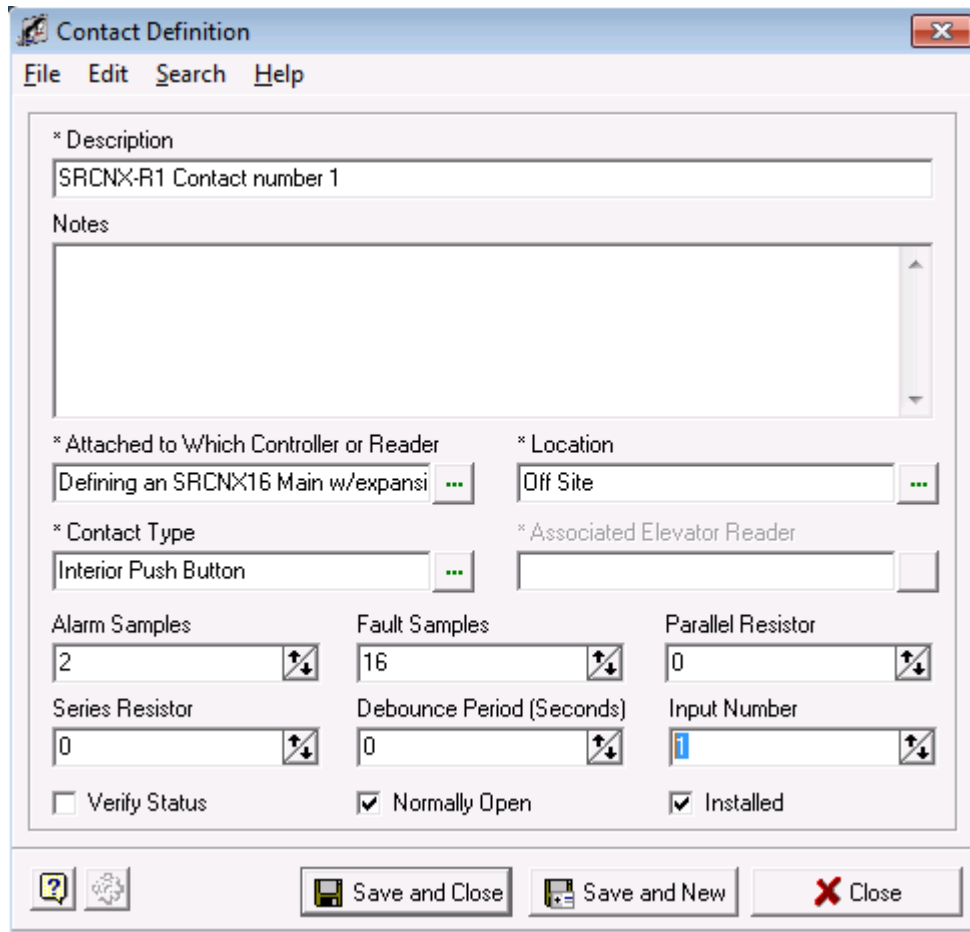 Contact Definition
File Edit Search Help
* Description
SRCNX-R1 Contact number 1
Notes
* Attached to Which Controller or Reader * Location
Defining an SRCNX16 Main w/expansi ... Off Site ...
* Contact Type * Associated Elevator Reader
Interior Push Button ...
Alarm Samples Fault Samples Parallel Resistor
2 16 0
Series Resistor Debounce Period (Seconds) Input Number
0 0 1
Verify Status Normally Open Installed
? Save and Close Save and New Close